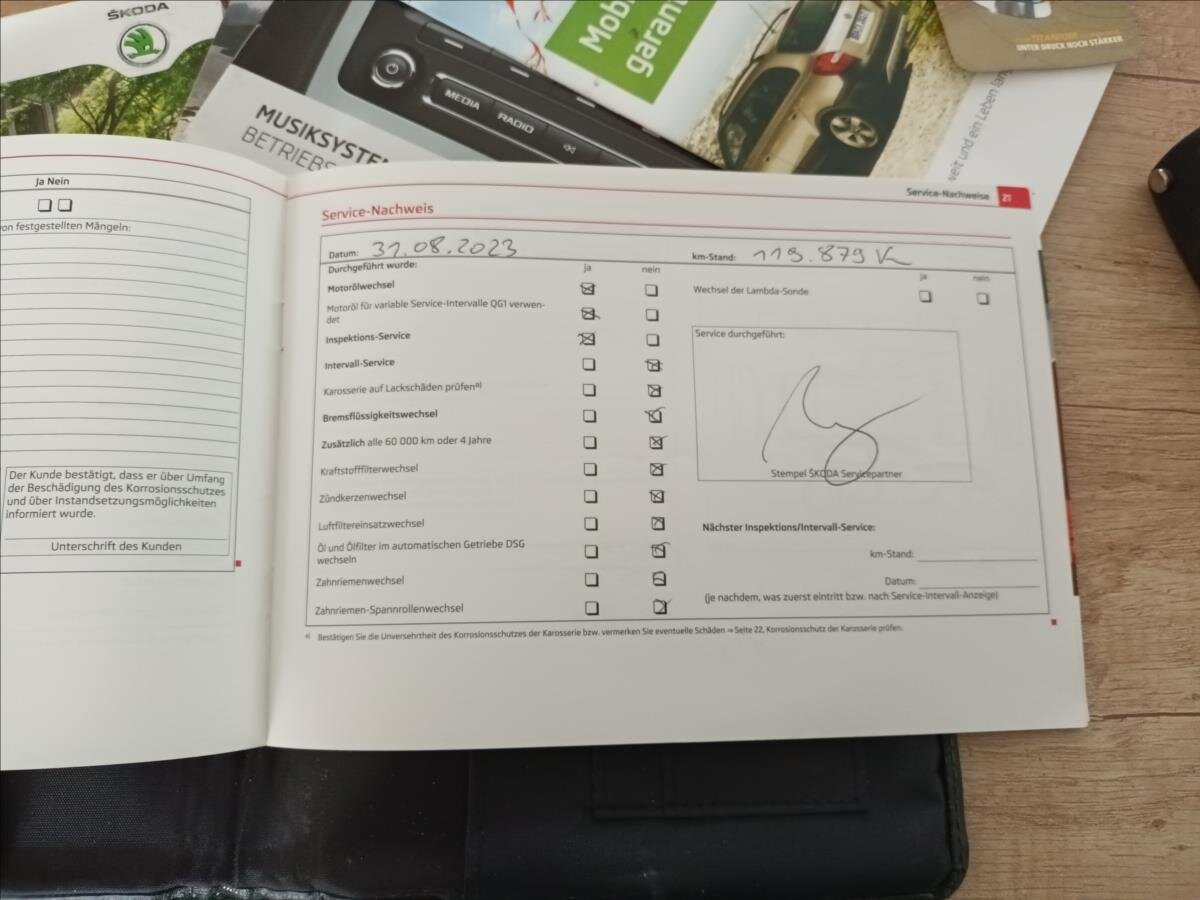 ŠKODA
MUSIKSYSTE
BETRIEBS
MEDIA
RADIO
Mobi
garant
TITANIUM
UNTER DRUCK NOCH STÄRKER
weit und ein Leben lang
Ja Nein
von festgestellten Mängeln:
Der Kunde bestätigt, dass er über Umfang
der Beschädigung des Korrosionsschutzes
und über Instandsetzungsmöglichkeiten
informiert wurde.
Unterschrift des Kunden
Service-Nachweise 21
Service-Nachweis
Datum: 31.08.2023 km-Stand: 119.879
Durchgeführt wurde: ja nein ja nein
Motorölwechsel
Wechsel der Lambda-Sonde
Motoröl für variable Service-Intervalle QG1 verwen-
det
Inspektions-Service
Intervall-Service
Karosserie auf Lackschäden prüfena)
Bremsflüssigkeitswechsel
Zusätzlich alle 60 000 km oder 4 Jahre
Kraftstofffilterwechsel
Zündkerzenwechsel
Luftfiltereinsatzwechsel
Öl und Ölfilter im automatischen Getriebe DSG
wechseln
Zahnriemenwechsel
Zahnriemen-Spannrollenwechsel
Service durchgeführt:
Stempel ŠKODA Servicepartner
Nächster Inspektions/Intervall-Service:
km-Stand:
Datum:
(je nachdem, was zuerst eintritt bzw. nach Service-Intervall-Anzeige)
a) Bestätigen Sie die Unversehrtheit des Korrosionsschutzes der Karosserie bzw. vermerken Sie eventuelle Schäden ⇒ Seite 22, Korrosionsschutz der Karosserie prüfen.